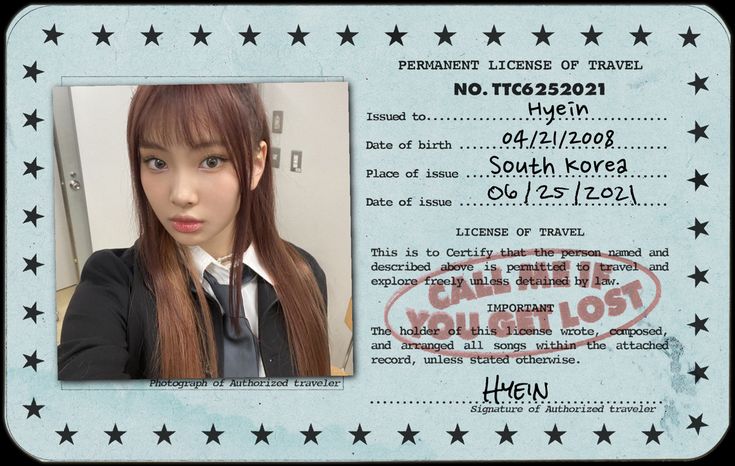 PERMANENT LICENSE OF TRAVEL
NO. TTC6252021
Issued to Hyein
Date of birth 04/21/2008
Place of issue South Korea
Date of issue 06/25/2021
LICENSE OF TRAVEL
This is to Certify that the person named and
described above is permitted to travel and
explore freely unless detained by law.
CALL ME IF
YOU GET LOST
IMPORTANT
The holder of this license wrote, composed,
and arranged all songs within the attached
record, unless stated otherwise.
HYEIN
Photograph of Authorized traveler
Signature of Authorized traveler